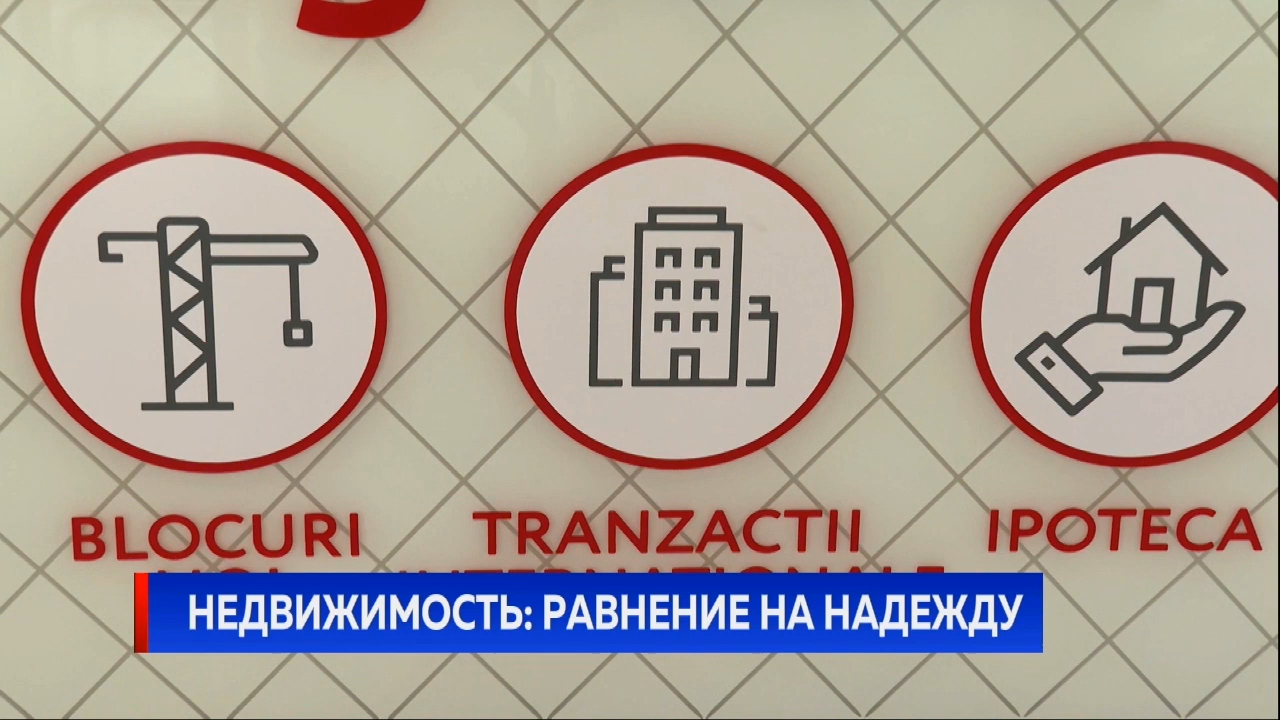 BLOCURI
TRANZACTII
IPOTECA
НЕДВИЖИМОСТЬ: РАВНЕНИЕ НА НАДЕЖДУ